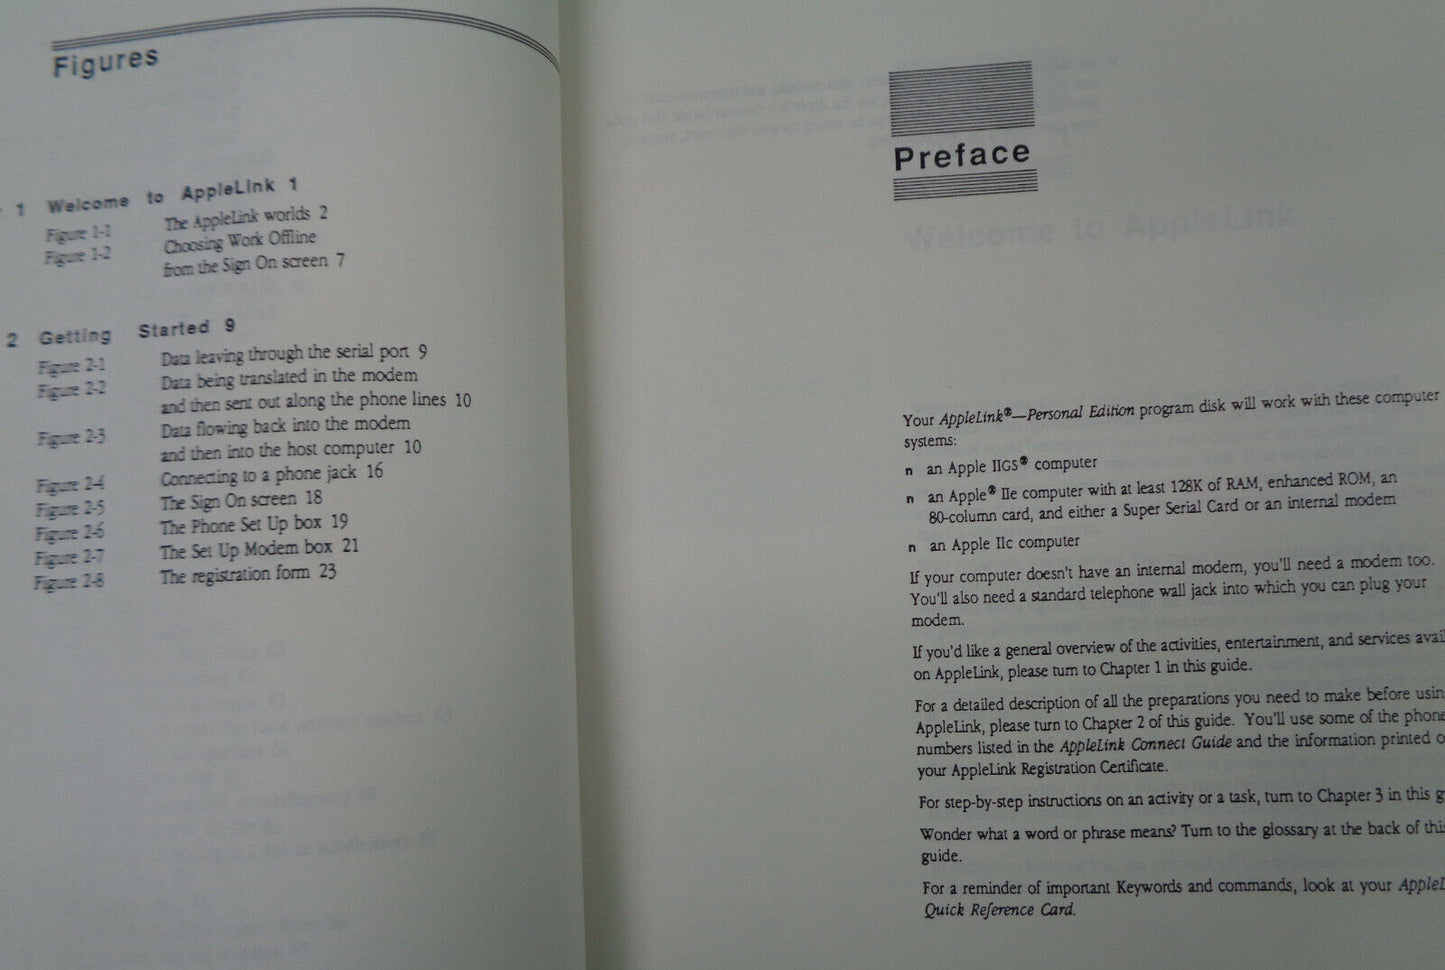 Figures
1 Welcome to AppleLink 1
Figure 1-1 The AppleLink worlds 2
Figure 1-2 Choosing Work Offline
from the Sign On screen 7
2 Getting Started 9
Figure 2-1 Data leaving through the serial port 9
Figure 2-2 Data being translated in the modem
and then sent out along the phone lines 10
Figure 2-3 Data flowing back into the modem
and then into the host computer 10
Figure 2-4 Connecting to a phone jack 16
Figure 2-5 The Sign On screen 18
Figure 2-6 The Phone Set Up box 19
Figure 2-7 The Set Up Modem box 21
Figure 2-8 The registration form 23
Preface
Welcome to AppleLink
Your AppleLink®—Personal Edition program disk will work with these computer
systems:
n an Apple IIGS® computer
n an Apple® IIe computer with at least 128K of RAM, enhanced ROM, an
80-column card, and either a Super Serial Card or an internal modem
n an Apple IIc computer
If your computer doesn't have an internal modem, you'll need a modem too.
You'll also need a standard telephone wall jack into which you can plug your
modem.
If you'd like a general overview of the activities, entertainment, and services avai
on AppleLink, please turn to Chapter 1 in this guide.
For a detailed description of all the preparations you need to make before usin
AppleLink, please turn to Chapter 2 of this guide. You'll use some of the phone
numbers listed in the AppleLink Connect Guide and the information printed o
your AppleLink Registration Certificate.
For step-by-step instructions on an activity or a task, turn to Chapter 3 in this g
Wonder what a word or phrase means? Turn to the glossary at the back of this
guide.
For a reminder of important Keywords and commands, look at your AppleL
Quick Reference Card.